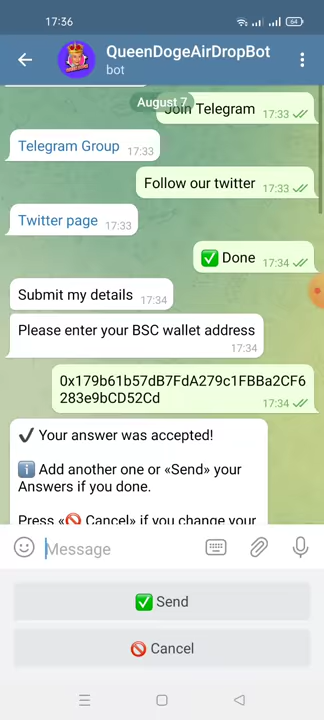 17:36
64
QueenDogeAirDropBot
bot
August 7
Join Telegram
17:33
Telegram Group
17:33
Follow our twitter
17:33
Twitter page
17:33
✅ Done
17:34
Submit my details
17:34
Please enter your BSC wallet address
17:34
0x179b61b57dB7FdA279c1FBBa2CF6
283e9bCD52Cd
17:34
✔️ Your answer was accepted!
ℹ️ Add another one or «Send» your
Answers if you done.
Press «🚫 Cancel» if you change your
Message
✅ Send
🚫 Cancel